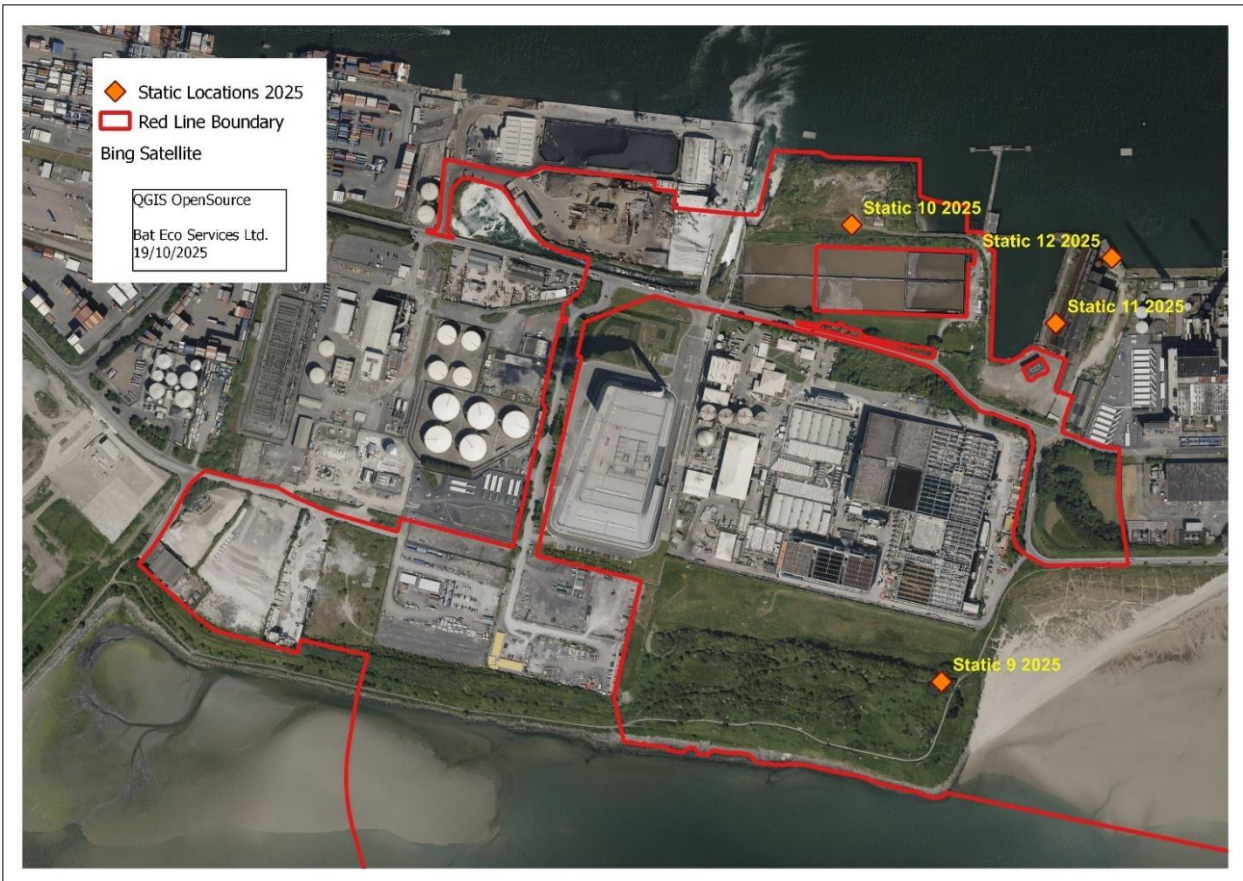 Static Locations 2025
Red Line Boundary
Bing Satellite
QGIS OpenSource
Bat Eco Services Ltd.
19/10/2025
Static 10 2025
Static 12 2025
Static 11 2025
Static 9 2025